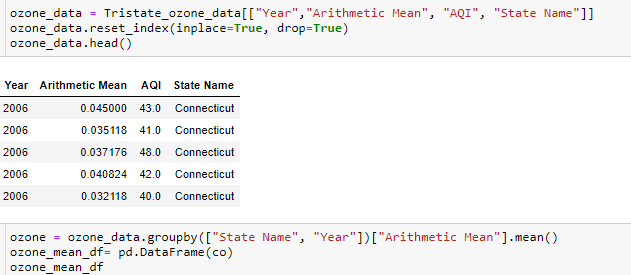 ozone_data = Tristate_ozone_data[["Year","Arithmetic Mean", "AQI", "State Name"]]
ozone_data.reset_index(inplace=True, drop=True)
ozone_data.head()
Year Arithmetic Mean AQI State Name
2006 0.045000 43.0 Connecticut
2006 0.035118 41.0 Connecticut
2006 0.037176 48.0 Connecticut
2006 0.040824 42.0 Connecticut
2006 0.032118 40.0 Connecticut
ozone = ozone_data.groupby(["State Name", "Year"])["Arithmetic Mean"].mean()
ozone_mean_df= pd.DataFrame(co)
ozone_mean_df